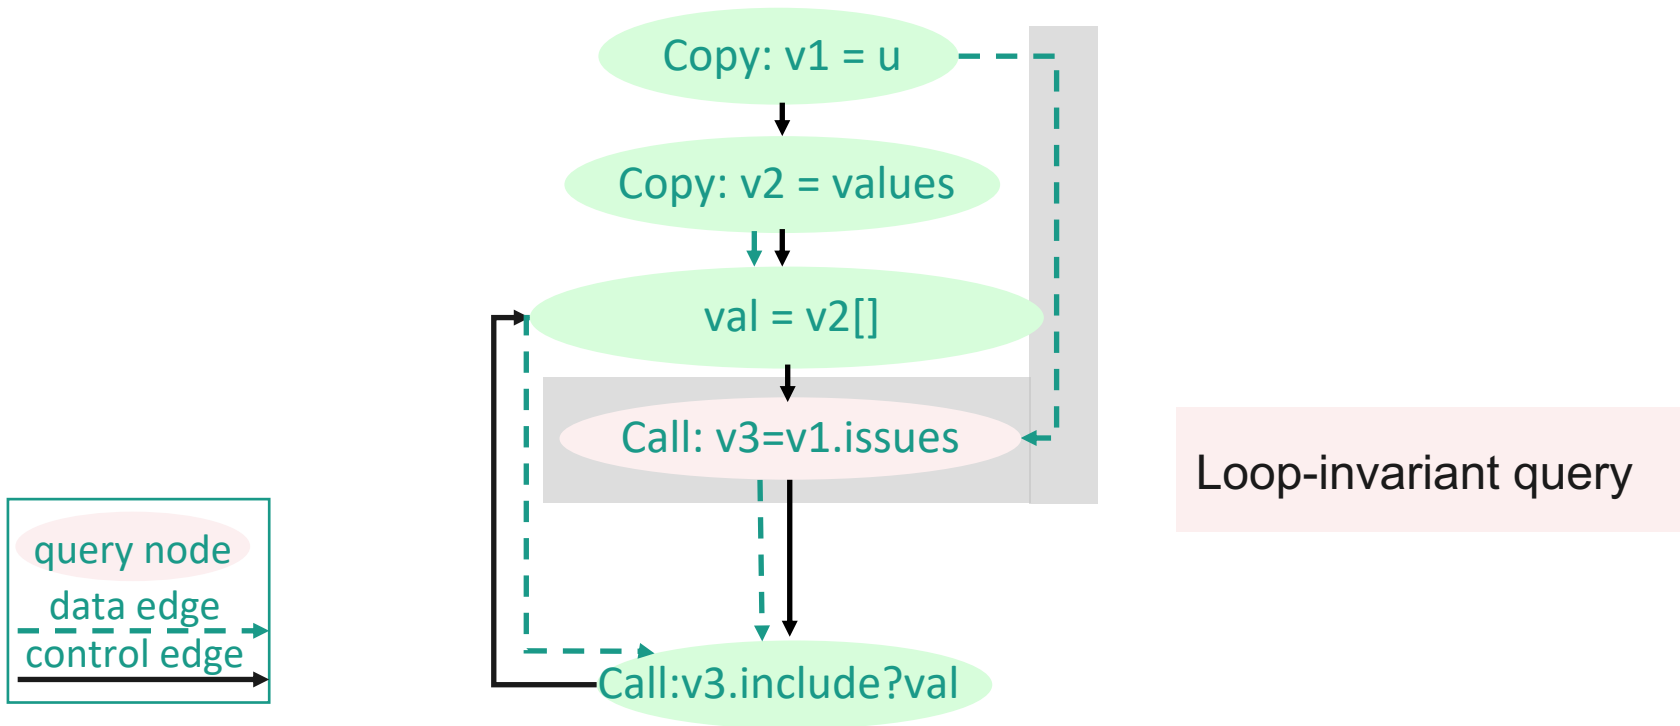 Copy: v1 = u
Copy: v2 = values
val = v2[]
Call: v3=v1.issues
Loop-invariant query
query node
data edge
control edge
Call:v3.include?val